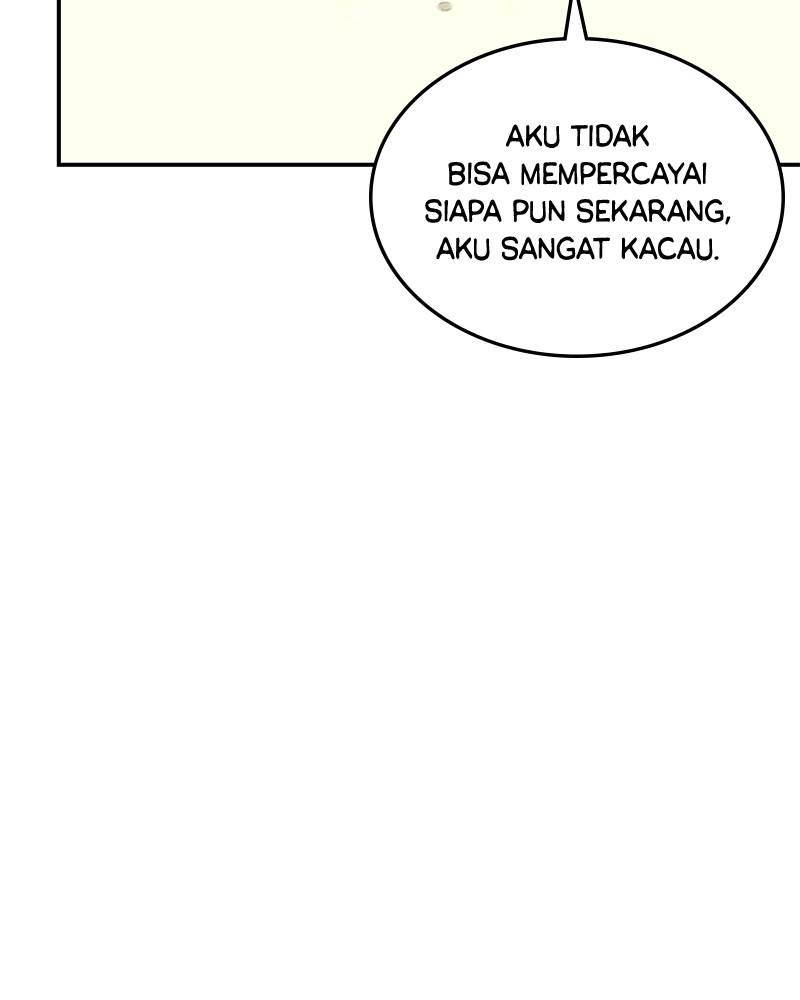 AKU TIDAK
BISA MEMPERCAYAI
SIAPA PUN SEKARANG,
AKU SANGAT KACAU.